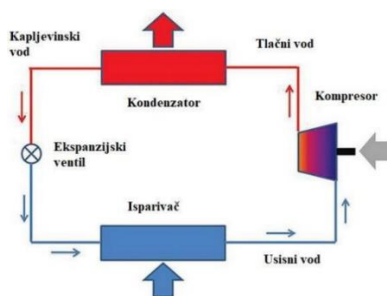 Kapljevinski
vod
Kondenzator
Tlačni vod
Kompresor
Ekspanzijski
ventil
Isparivač
Usisni vod